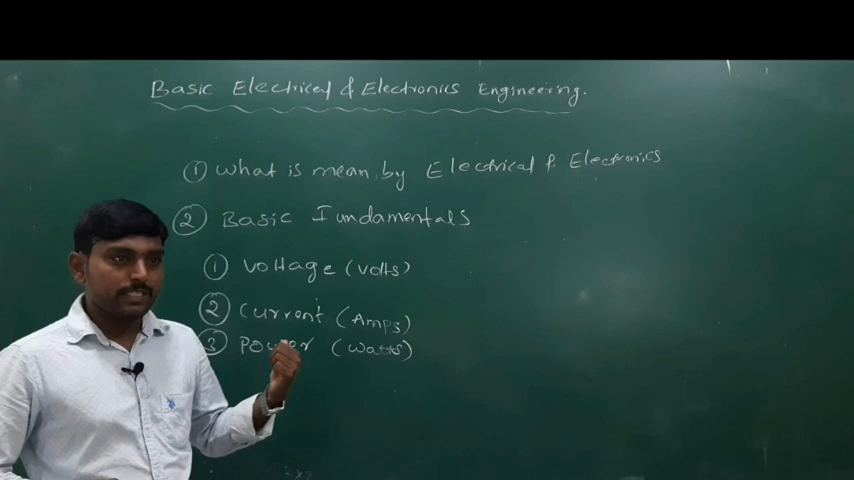 Basic Electrical & Electronics Engineering.
① What is mean by Electrical & Electronics
② Basic Fundamentals
① Voltage (Volts)
② Current (Amps)
③ Power (Watts)